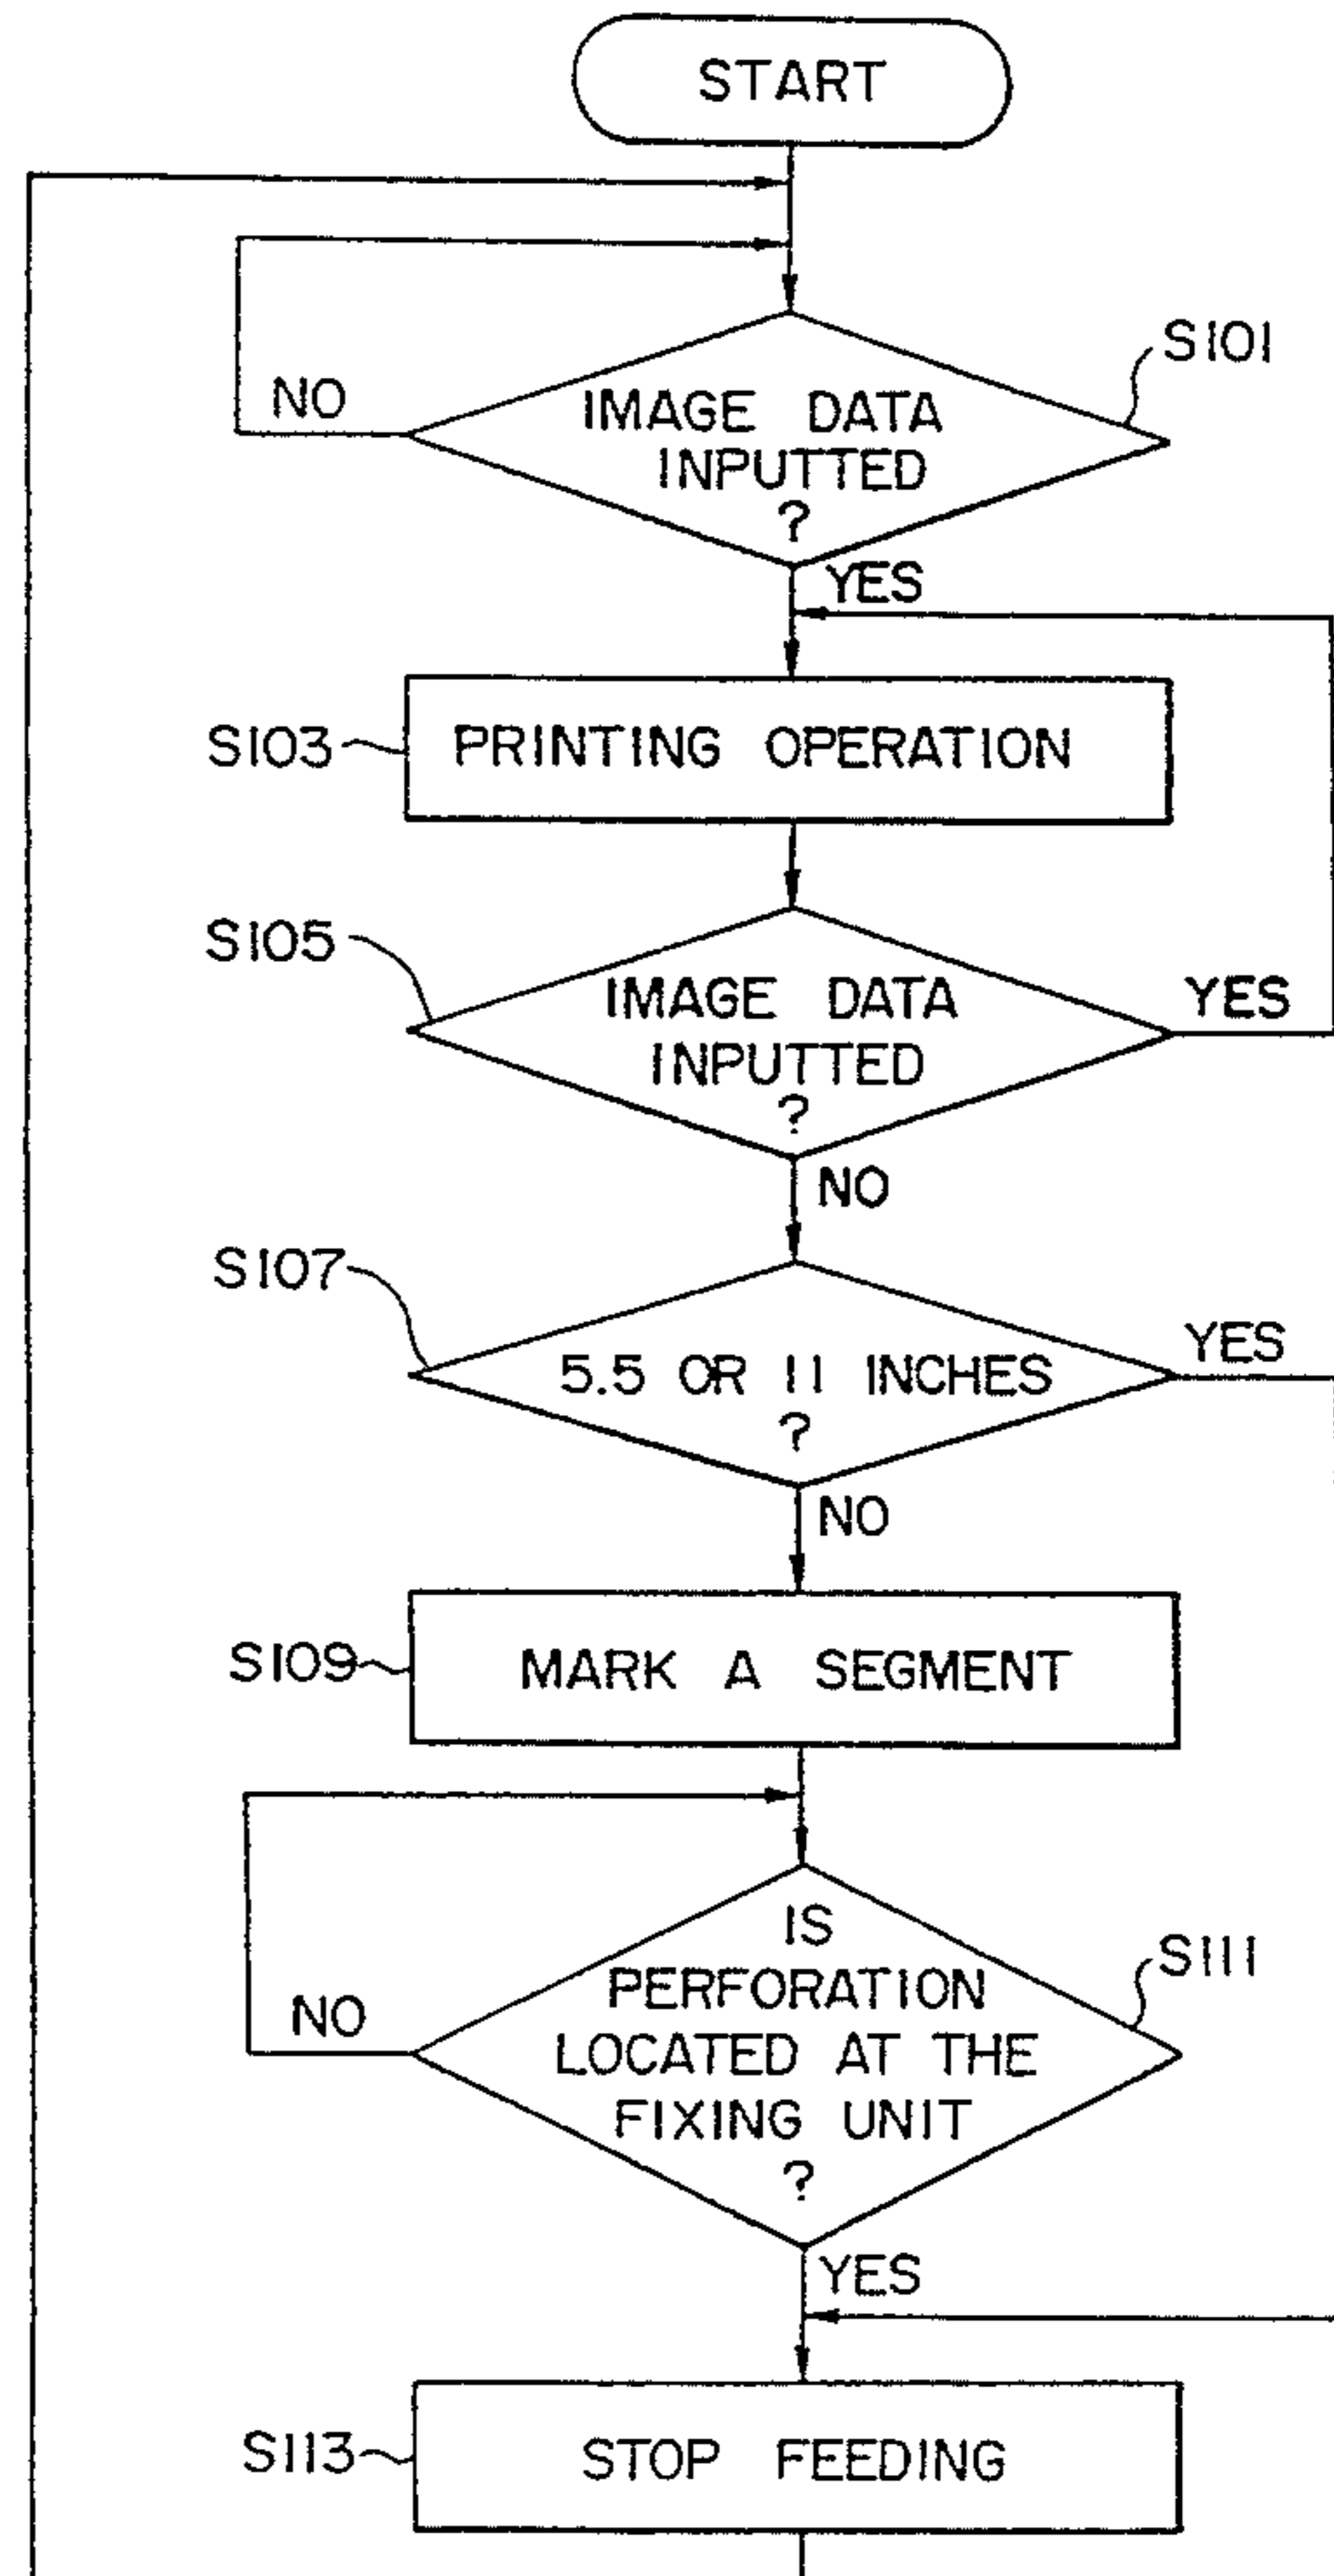 START
S101
NO
IMAGE DATA
INPUTTED
?
YES
S103
PRINTING OPERATION
S105
IMAGE DATA
INPUTTED
?
YES
NO
S107
5.5 OR 11 INCHES
?
YES
NO
S109
MARK A SEGMENT
IS
PERFORATION
LOCATED AT THE
FIXING UNIT
?
S111
NO
YES
S113
STOP FEEDING